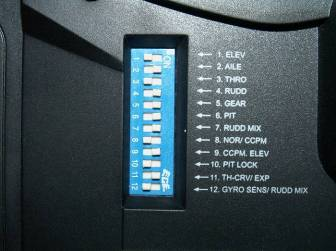 ON
1 ← 1. ELEV
2 ← 2. AILE
3 ← 3. THRO
4 ← 4. RUDD
5 ← 5. GEAR
6 ← 6. PIT
7 ← 7. RUDD MIX
8 ← 8. NOR/ CCPM
9 ← 9. CCPM. ELEV
10 ← 10. PIT LOCK
11 ← 11. TH-CRV/ EXP
12 ← 12. GYRO SENS/ RUDD MIX